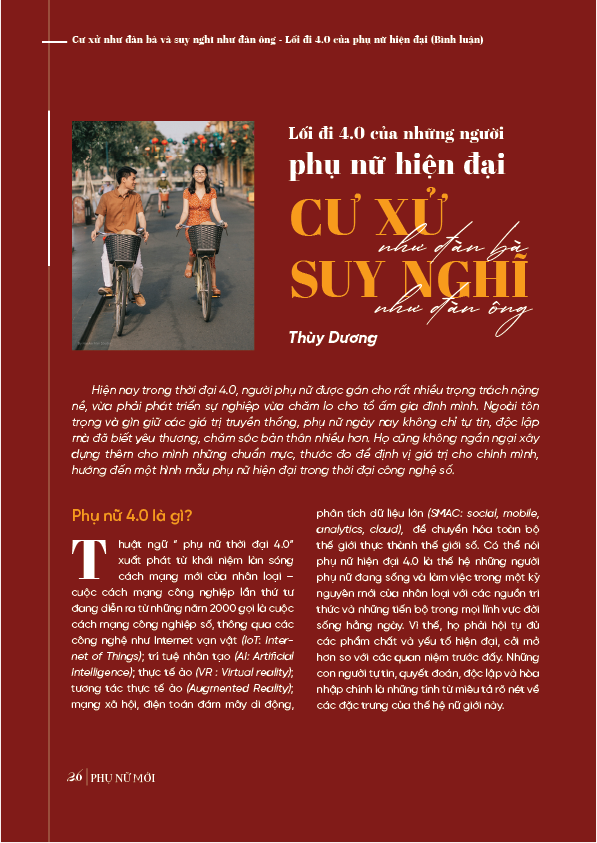 Cư xử như đàn bà và suy nghĩ như đàn ông - Lối đi 4.0 của phụ nữ hiện đại (Bình luận)
Lối đi 4.0 của những người
phụ nữ hiện đại
CƯ XỬ
như đàn bà
SUY NGHĨ
như đàn ông
Thùy Dương
Hiện nay trong thời đại 4.0, người phụ nữ được gán cho rất nhiều trọng trách nặng
nề, vừa phải phát triển sự nghiệp vừa chăm lo cho tổ ấm gia đình mình. Ngoài tôn
trọng và gìn giữ các giá trị truyền thống, phụ nữ ngày nay không chỉ tự tin, độc lập
mà đã biết yêu thương, chăm sóc bản thân nhiều hơn. Họ cũng không ngần ngại xây
dựng thêm cho mình những chuẩn mực, thước đo để định vị giá trị cho chính mình,
hướng đến một hình mẫu phụ nữ hiện đại trong thời đại công nghệ số.
Phụ nữ 4.0 là gì?
Thuật ngữ “ phụ nữ thời đại 4.0”
xuất phát từ khái niệm làn sóng
cách mạng mới của nhân loại –
cuộc cách mạng công nghiệp lần thứ tư
đang diễn ra từ những năm 2000 gọi là cuộc
cách mạng công nghiệp số, thông qua các
công nghệ như Internet vạn vật (IoT: Inter-
net of Things); trí tuệ nhân tạo (AI: Artificial
Intelligence); thực tế ảo (VR : Virtual reality);
tương tác thực tế ảo (Augmented Reality);
mạng xã hội, điện toán đám mây di động,
phân tích dữ liệu lớn (SMAC: social, mobile,
analytics, cloud), để chuyển hóa toàn bộ
thế giới thực thành thế giới số. Có thể nói
phụ nữ hiện đại 4.0 là thế hệ những người
phụ nữ đang sống và làm việc trong một kỷ
nguyên mới của nhân loại với các nguồn tri
thức và những tiến bộ trong mọi lĩnh vực đời
sống hằng ngày. Vì thế, họ phải hội tụ đủ
các phẩm chất và yếu tố hiện đại, cởi mở
hơn so với các quan niệm trước đấy. Những
con người tự tin, quyết đoán, độc lập và hòa
nhập chính là những tính từ miêu tả rõ nét về
các đặc trưng của thế hệ nữ giới này.
26 PHỤ NỮ MỚI